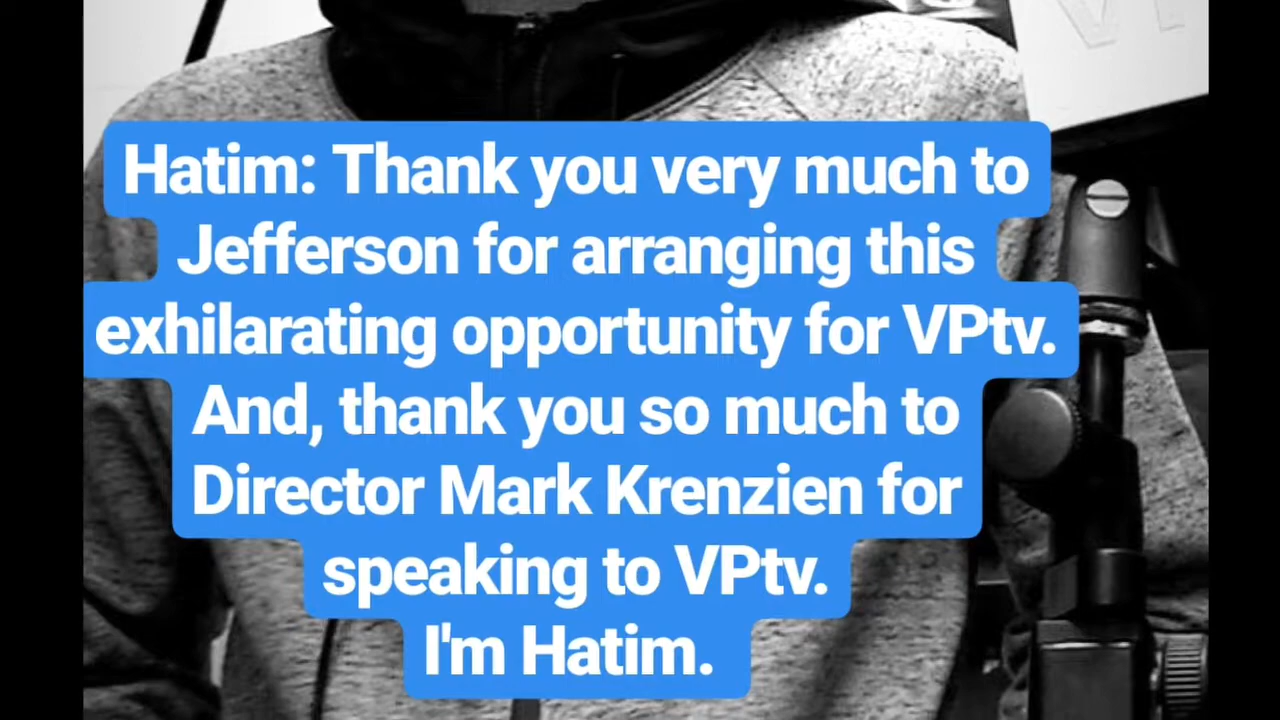 Hatim: Thank you very much to
Jefferson for arranging this
exhilarating opportunity for VPtv.
And, thank you so much to
Director Mark Krenzien for
speaking to VPtv.
I'm Hatim.